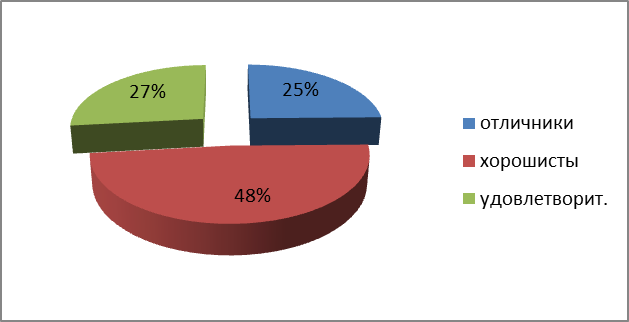 27%
25%
48%
отличники
хорошисты
удовлетворит.